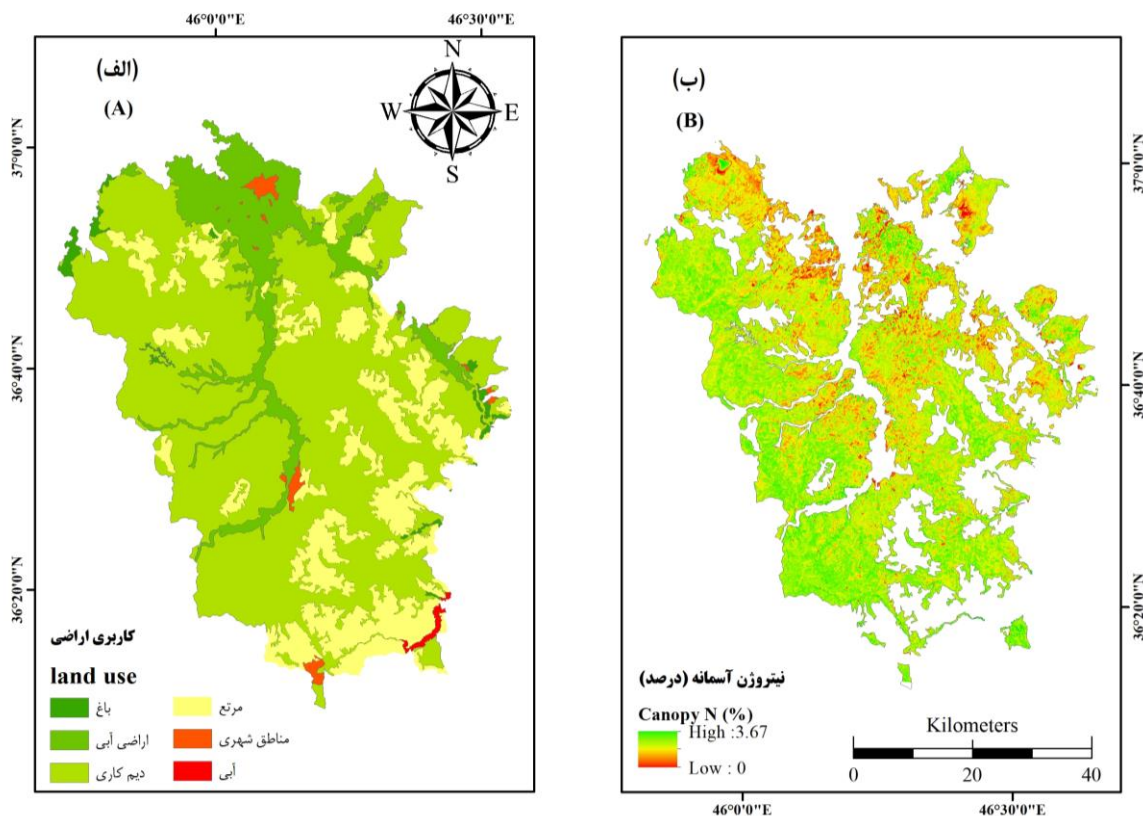 46°0'0"E
46°30'0"E
(الف)
(A)
N
W
E
S
37°0'0"N
36°40'0"N
36°20'0"N
کاربری اراضی
land use
باغ
مرتع
اراضی آبی
مناطق شهری
دیم کاری
آبی
(ب)
(B)
37°0'0"N
36°40'0"N
36°20'0"N
نیتروژن آسمانه (درصد)
Canopy N (%)
High :3.67
Low : 0
Kilometers
0 20 40
46°0'0"E
46°30'0"E